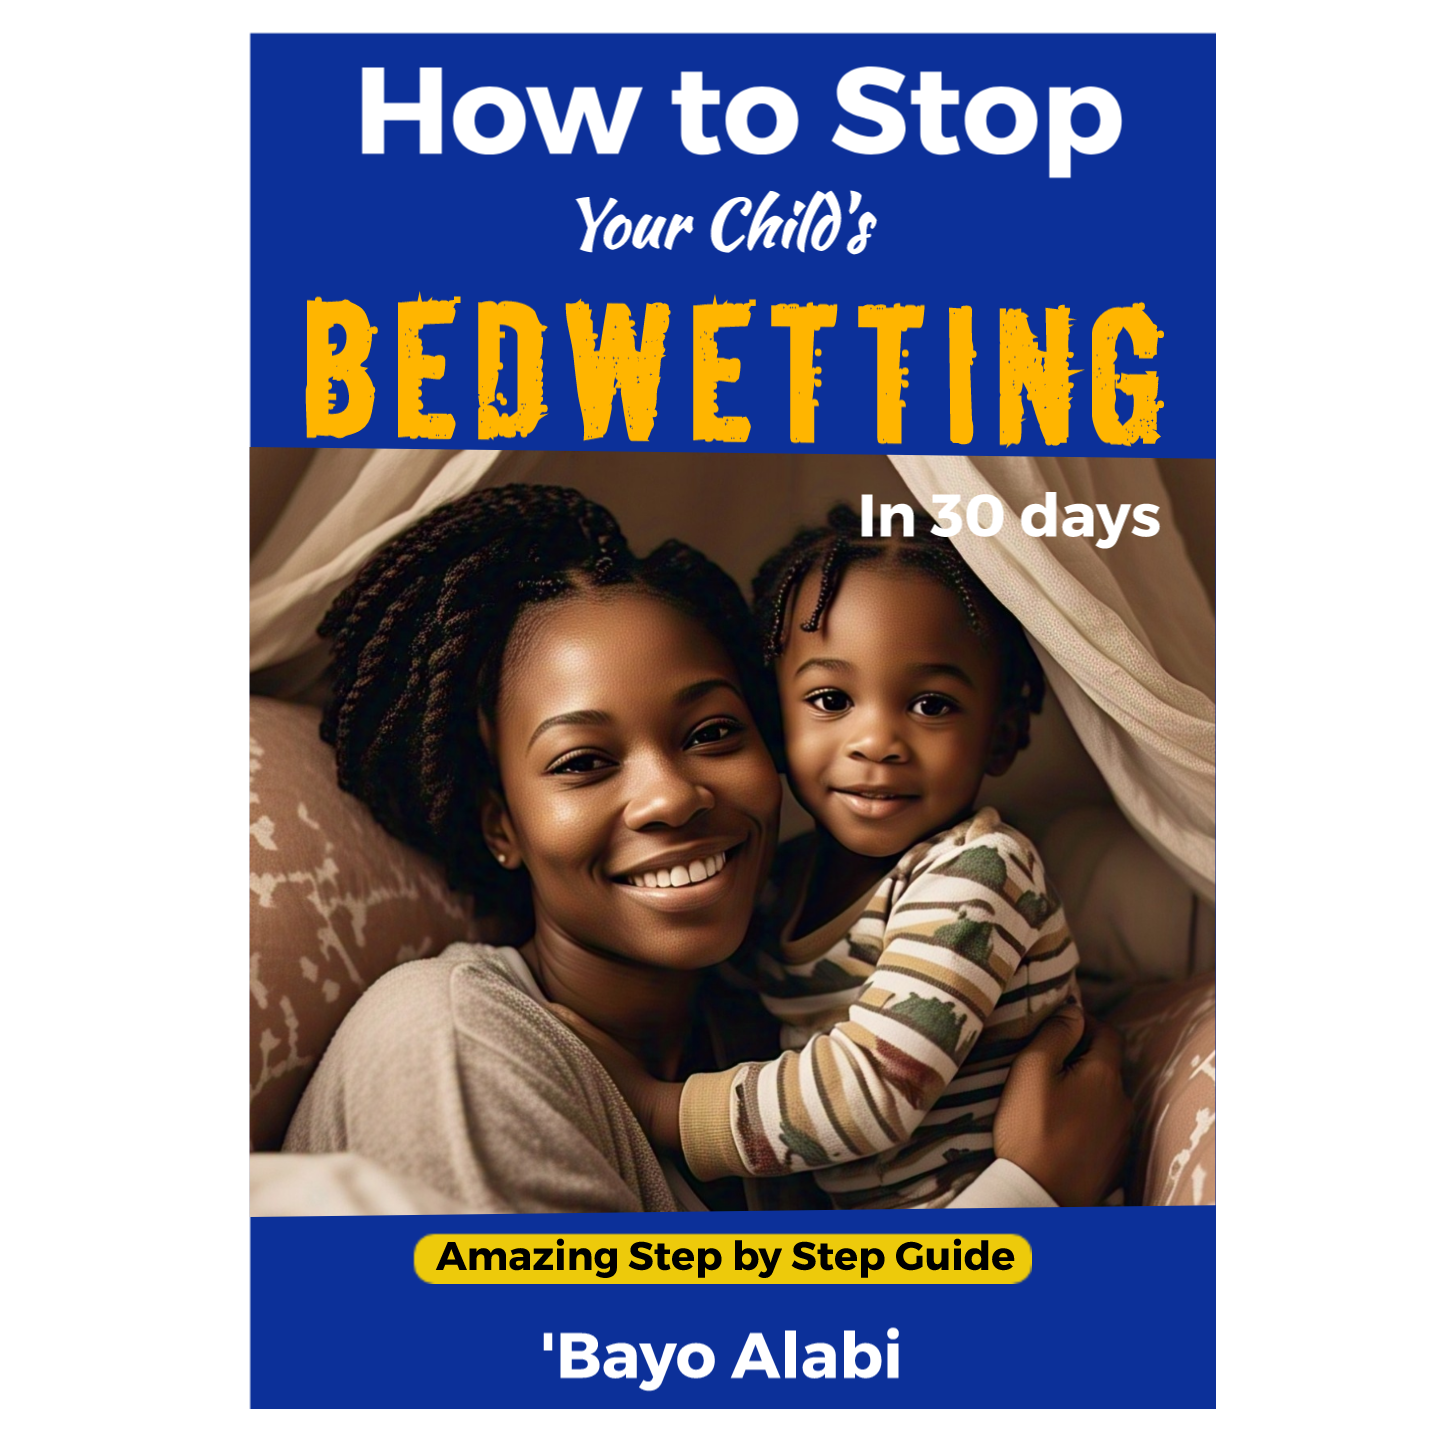 How to Stop
Your Child's
BEDWETTING
In 30 days
Amazing Step by Step Guide
'Bayo Alabi